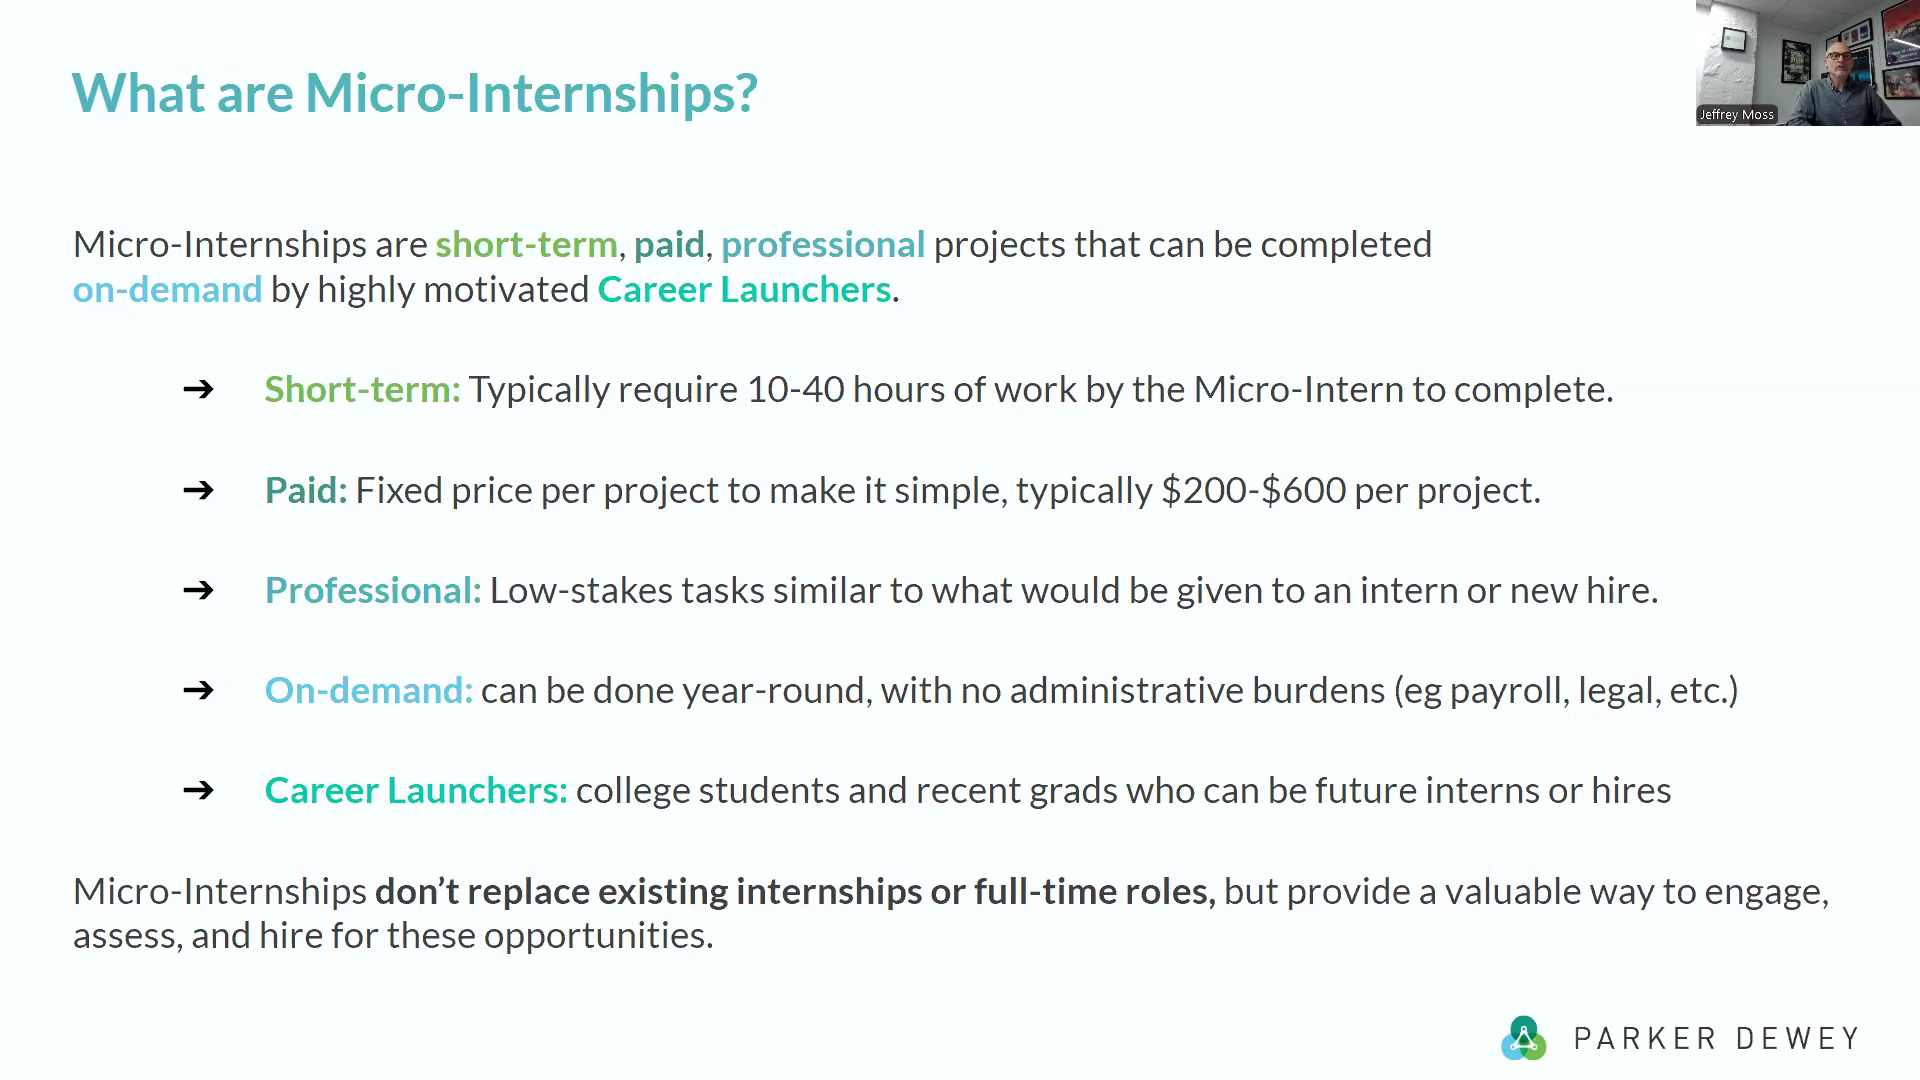 What are Micro-Internships?
Jeffrey Moss
Micro-Internships are short-term, paid, professional projects that can be completed
on-demand by highly motivated Career Launchers.
➔ Short-term: Typically require 10-40 hours of work by the Micro-Intern to complete.
➔ Paid: Fixed price per project to make it simple, typically $200-$600 per project.
➔ Professional: Low-stakes tasks similar to what would be given to an intern or new hire.
➔ On-demand: can be done year-round, with no administrative burdens (eg payroll, legal, etc.)
➔ Career Launchers: college students and recent grads who can be future interns or hires
Micro-Internships don’t replace existing internships or full-time roles, but provide a valuable way to engage,
assess, and hire for these opportunities.
PARKER DEWEY